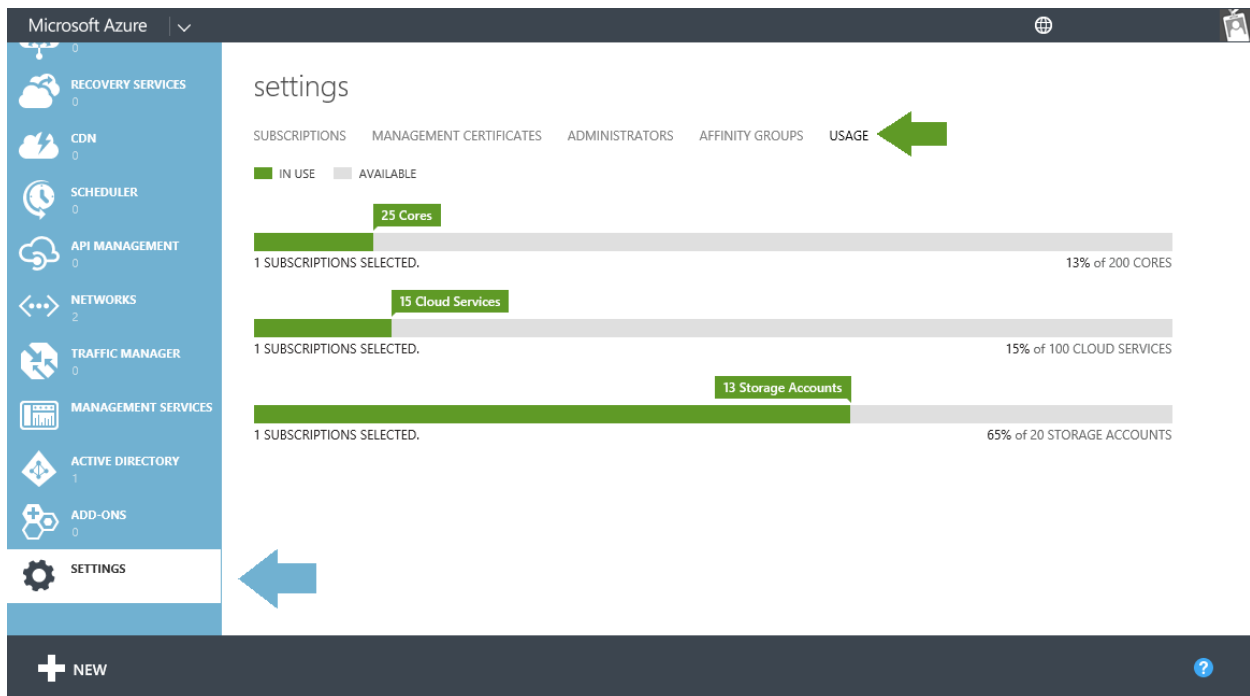 Microsoft Azure
0
RECOVERY SERVICES
0
CDN
0
SCHEDULER
0
API MANAGEMENT
0
NETWORKS
2
TRAFFIC MANAGER
0
MANAGEMENT SERVICES
ACTIVE DIRECTORY
1
ADD-ONS
0
SETTINGS
settings
SUBSCRIPTIONS MANAGEMENT CERTIFICATES ADMINISTRATORS AFFINITY GROUPS USAGE
IN USE AVAILABLE
25 Cores
1 SUBSCRIPTIONS SELECTED. 13% of 200 CORES
15 Cloud Services
1 SUBSCRIPTIONS SELECTED. 15% of 100 CLOUD SERVICES
13 Storage Accounts
1 SUBSCRIPTIONS SELECTED. 65% of 20 STORAGE ACCOUNTS
NEW ?